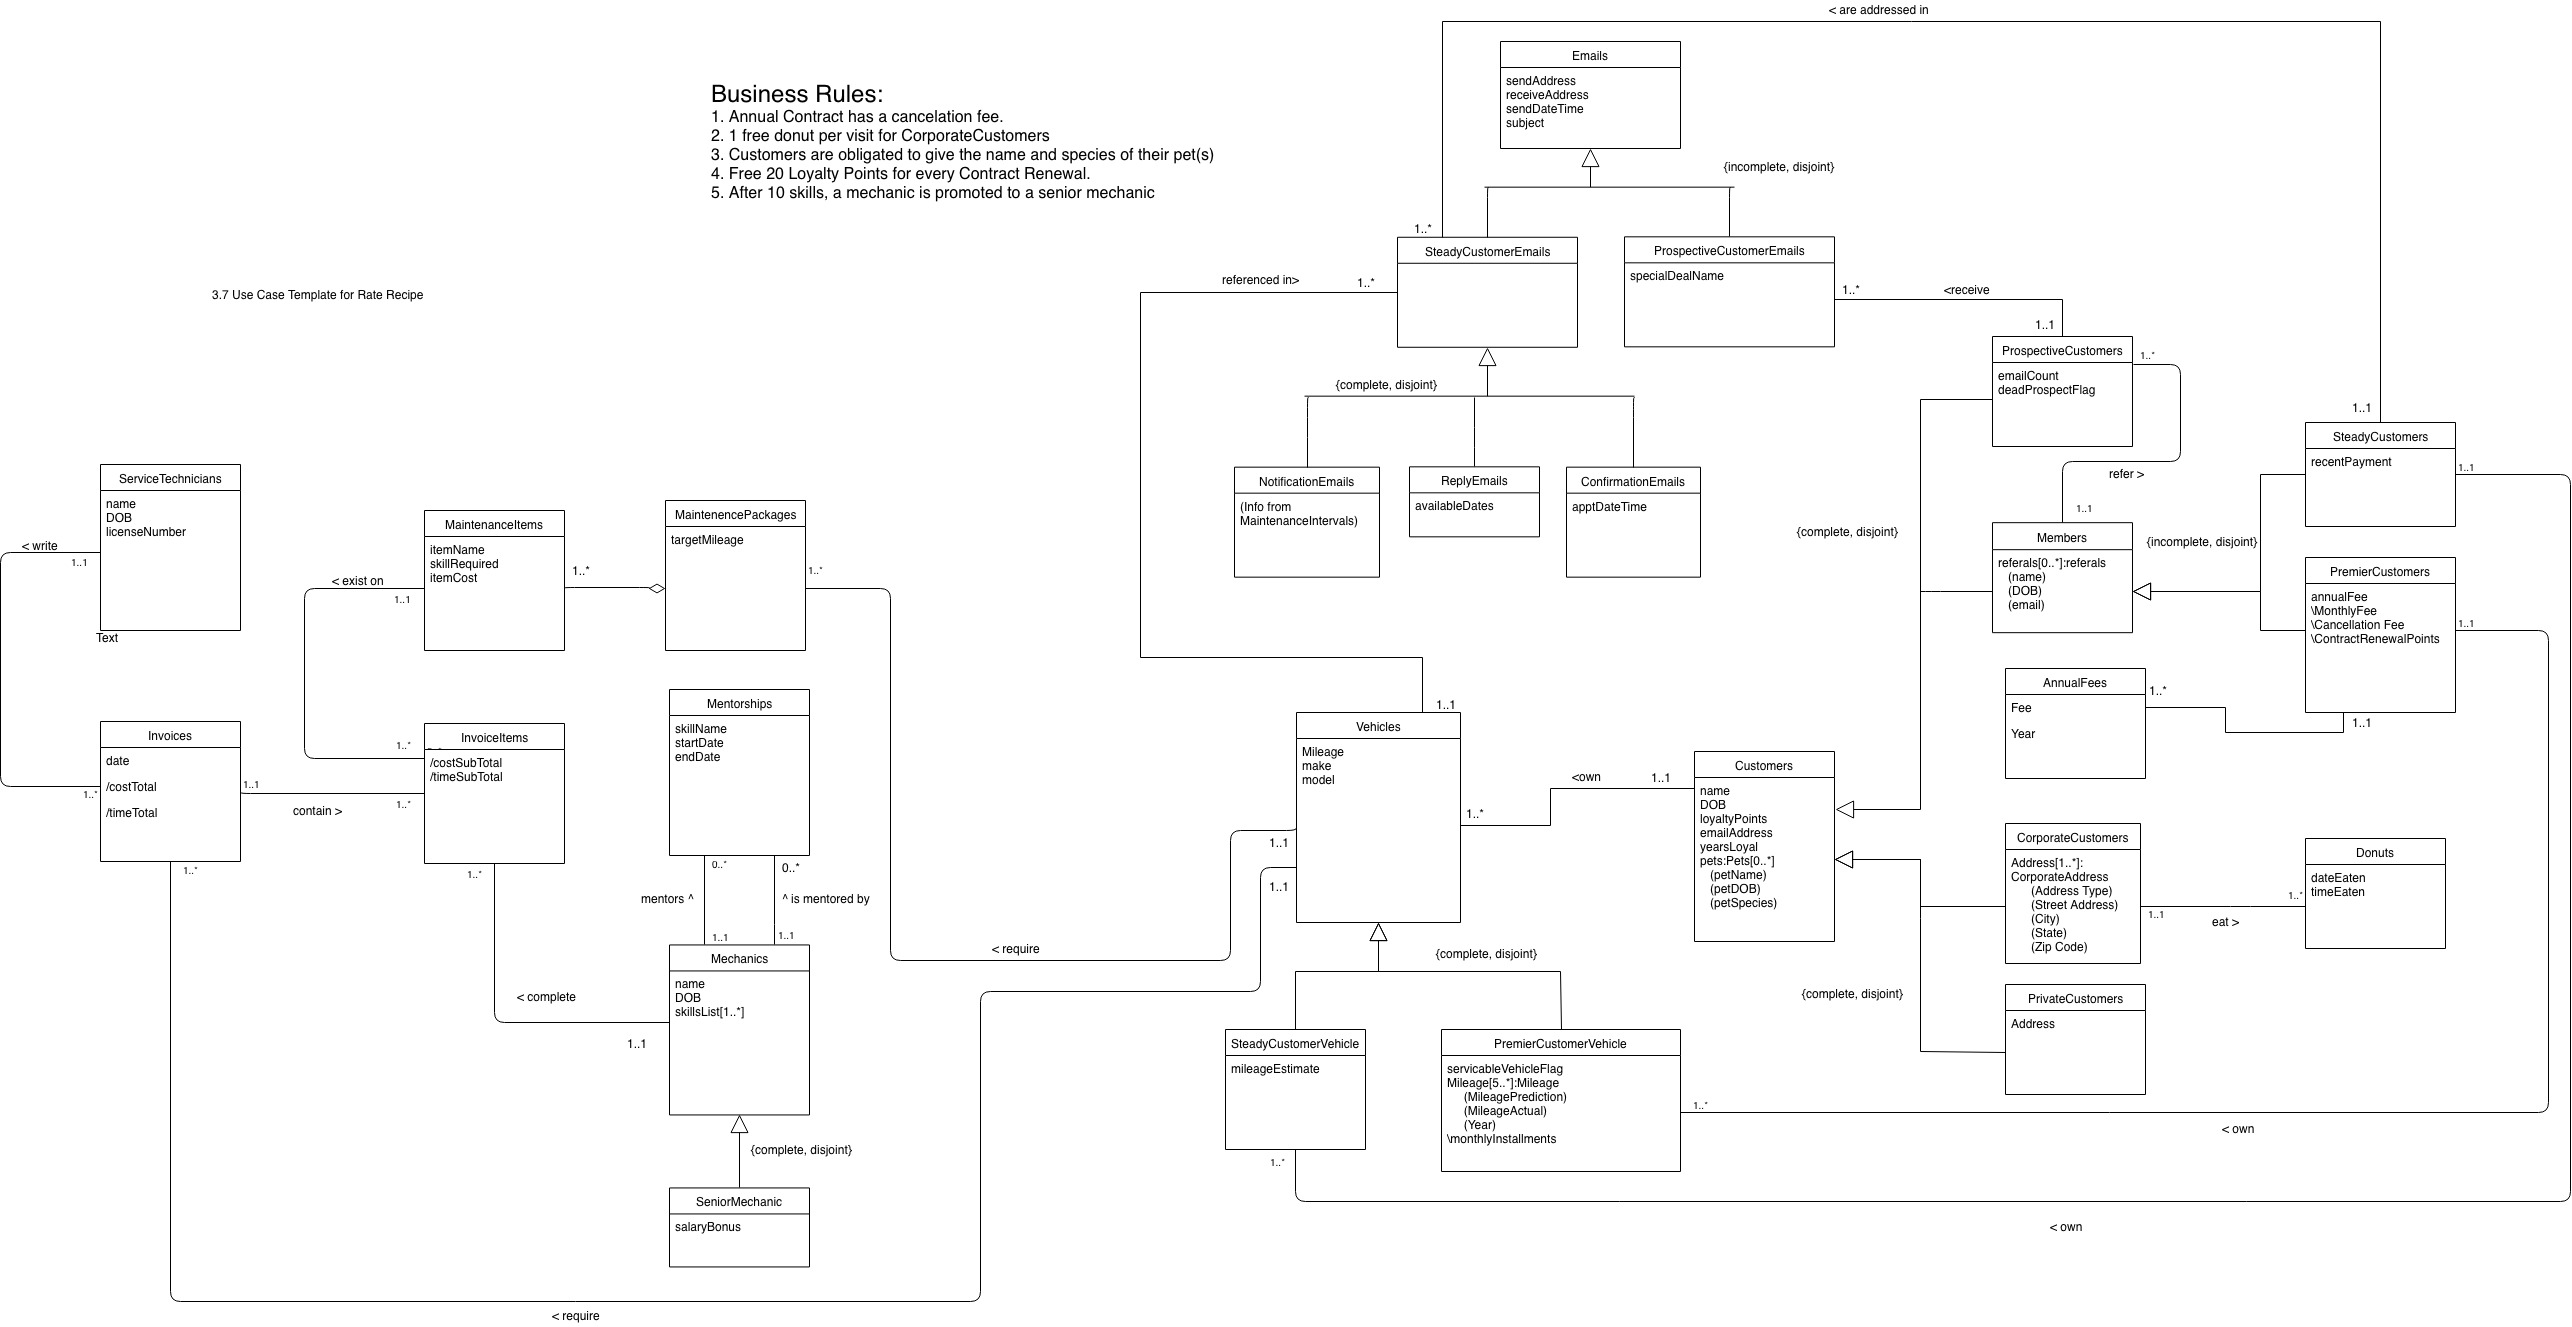 < are addressed in
Emails
sendAddress
receiveAddress
sendDateTime
subject
Business Rules:
1. Annual Contract has a cancelation fee.
2. 1 free donut per visit for CorporateCustomers
3. Customers are obligated to give the name and species of their pet(s)
4. Free 20 Loyalty Points for every Contract Renewal.
5. After 10 skills, a mechanic is promoted to a senior mechanic
{incomplete, disjoint}
1..*
SteadyCustomerEmails
ProspectiveCustomerEmails
specialDealName
referenced in>
1..*
1..*
<receive
1..1
3.7 Use Case Template for Rate Recipe
ProspectiveCustomers
emailCount
deadProspectFlag
1..*
{complete, disjoint}
1..1
SteadyCustomers
recentPayment
1..1
refer >
1..1
NotificationEmails
(Info from
MaintenanceIntervals)
ReplyEmails
availableDates
ConfirmationEmails
apptDateTime
{complete, disjoint}
Members
referals[0..*]:referals
(name)
(DOB)
(email)
{incomplete, disjoint}
PremierCustomers
annualFee
\MonthlyFee
\Cancellation Fee
\ContractRenewalPoints
1..1
ServiceTechnicians
name
DOB
licenseNumber
< write
1..1
Text
MaintenanceItems
itemName
skillRequired
itemCost
< exist on
1..1
1..*
MaintenencePackages
targetMileage
1..*
AnnualFees
Fee
Year
1..*
1..1
Mentorships
skillName
startDate
endDate
Invoices
date
/costTotal
/timeTotal
1..*
1..1
contain >
1..*
1..*
InvoiceItems
/costSubTotal
/timeSubTotal
1..1
Vehicles
Mileage
make
model
<own
1..1
1..*
Customers
name
DOB
loyaltyPoints
emailAddress
yearsLoyal
pets:Pets[0..*]
(petName)
(petDOB)
(petSpecies)
1..1
1..1
CorporateCustomers
Address[1..*]:
CorporateAddress
(Address Type)
(Street Address)
(City)
(State)
(Zip Code)
1..1
eat >
1..*
Donuts
dateEaten
timeEaten
1..*
1..*
0..*
0..*
mentors ^
^ is mentored by
1..1
1..1
Mechanics
name
DOB
skillsList[1..*]
< complete
1..1
< require
{complete, disjoint}
{complete, disjoint}
PrivateCustomers
Address
SteadyCustomerVehicle
mileageEstimate
PremierCustomerVehicle
servicableVehicleFlag
Mileage[5..*]:Mileage
(MileagePrediction)
(MileageActual)
(Year)
\monthlyInstallments
1..*
< own
1..*
{complete, disjoint}
SeniorMechanic
salaryBonus
< own
< require